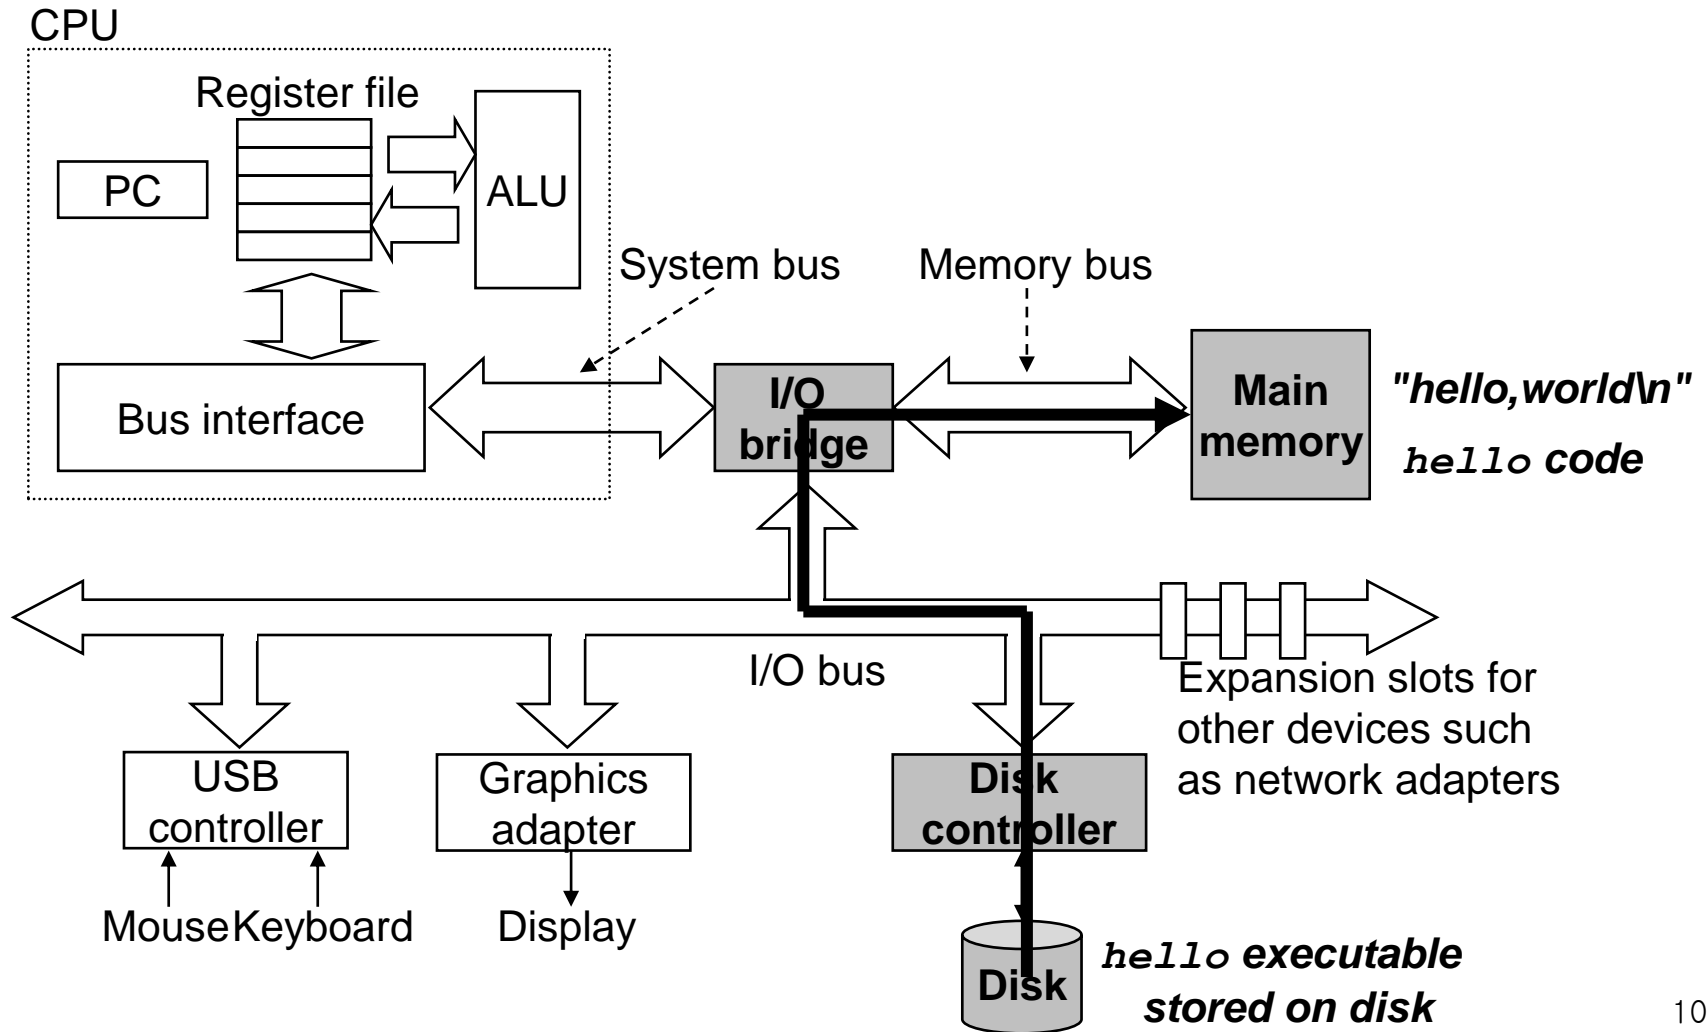 CPU
Register file
PC
ALU
System bus
Memory bus
Bus interface
I/O
bridge
Main
memory
"hello,world\n"
hello code
I/O bus
Expansion slots for
other devices such
as network adapters
USB
controller
Graphics
adapter
Disk
controller
Mouse
Keyboard
Display
Disk
hello executable
stored on disk
10